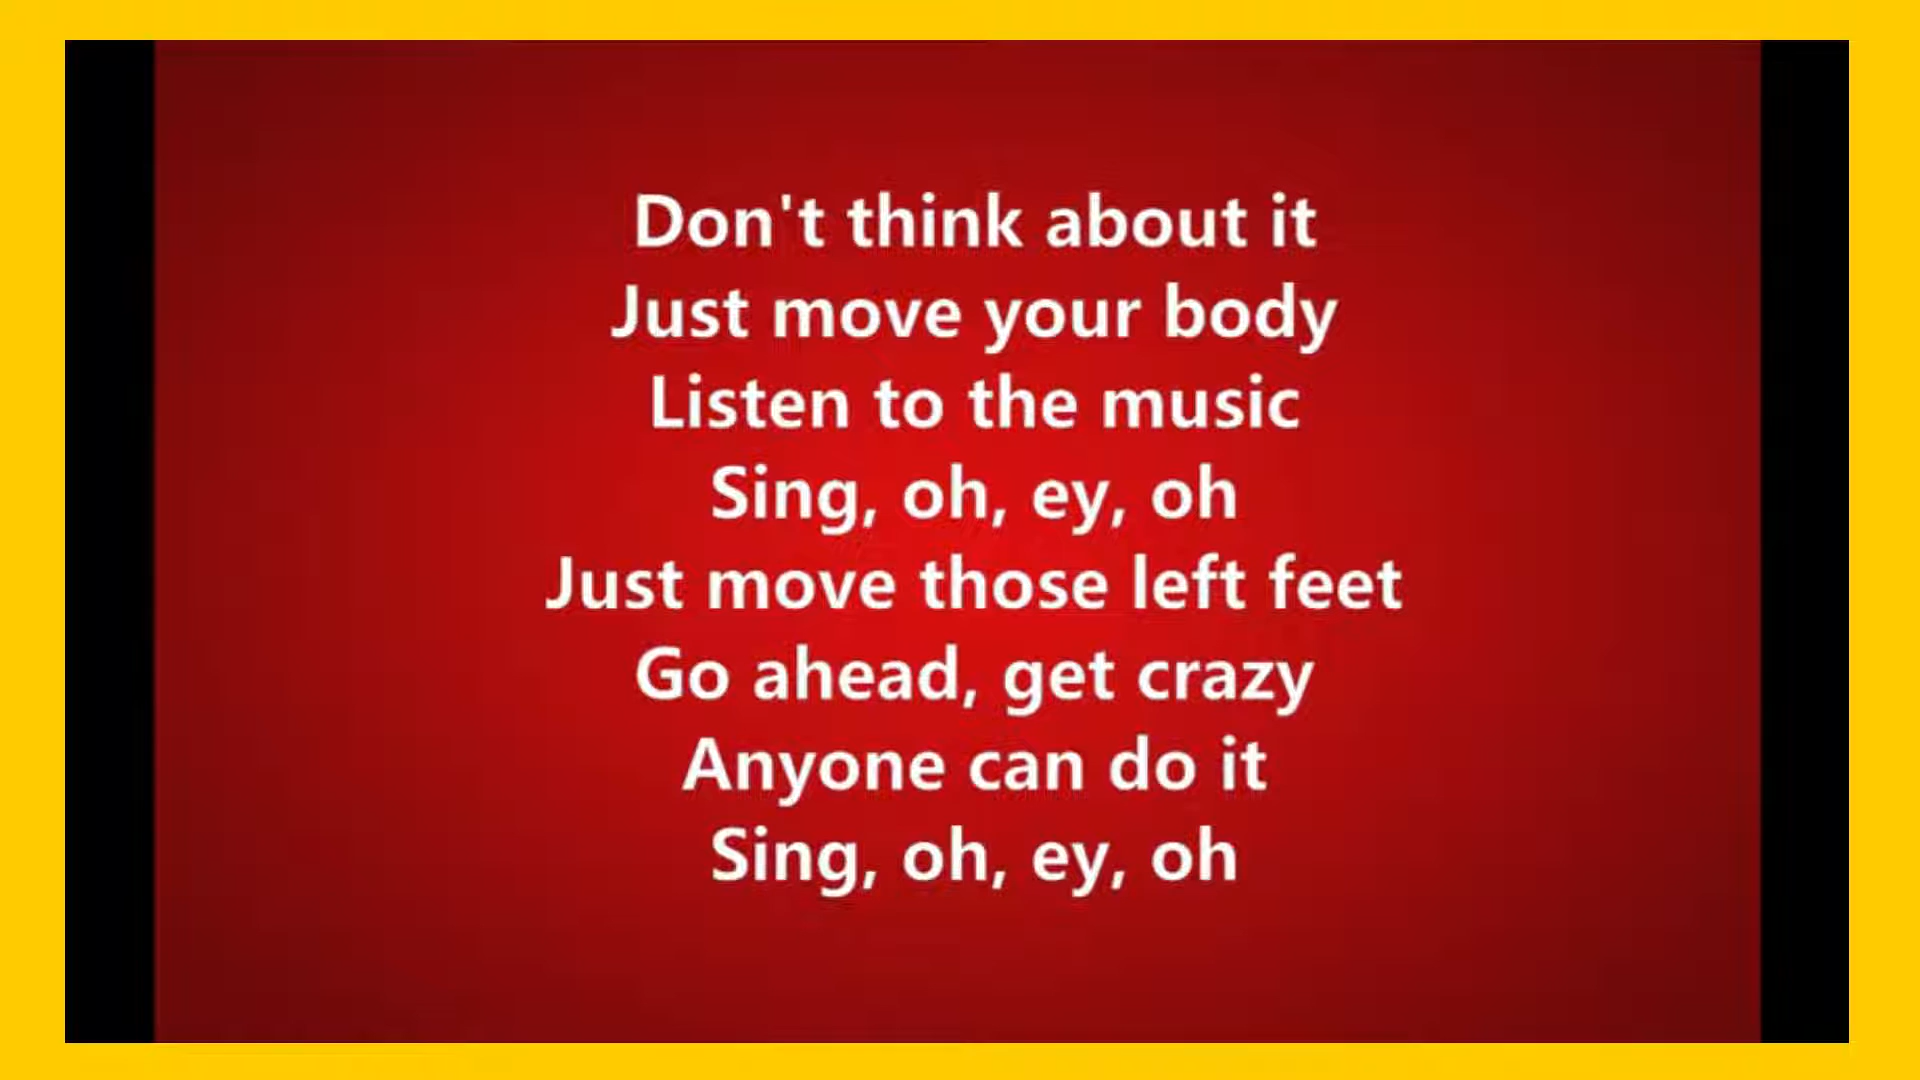 Don't think about it
Just move your body
Listen to the music
Sing, oh, ey, oh
Just move those left feet
Go ahead, get crazy
Anyone can do it
Sing, oh, ey, oh